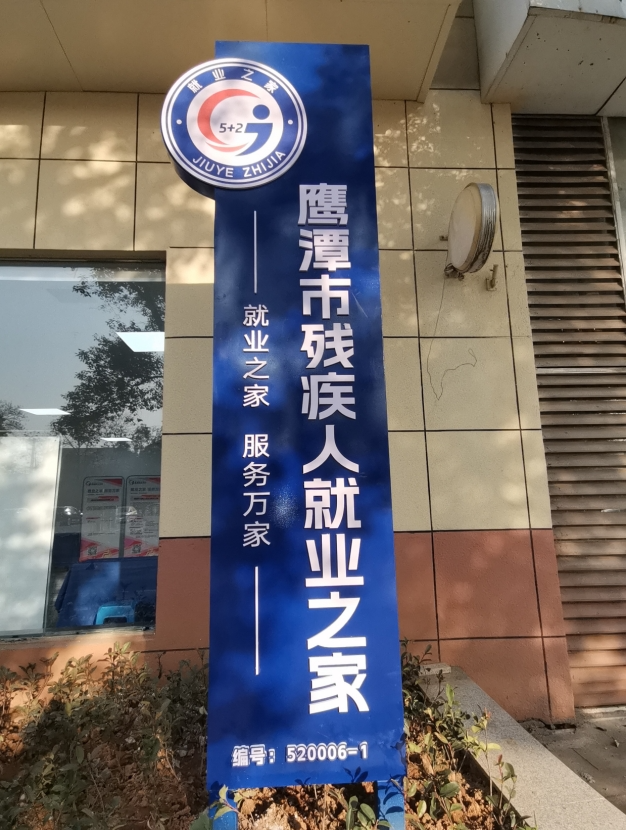 就业之家
5+2
JIUYE ZHIJIA
鹰潭市残疾人就业之家
就业之家 服务万家
编号：520006-1